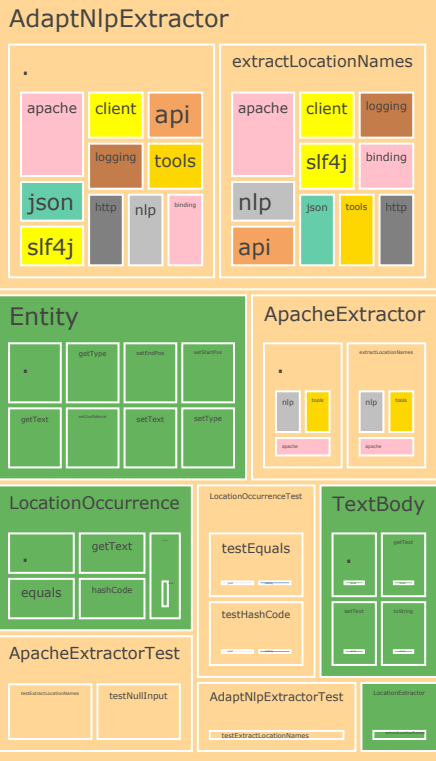 AdaptNlpExtractor
.
apache
client
api
logging
tools
json
http
nlp
binding
slf4j
extractLocationNames
apache
client
logging
slf4j
binding
nlp
json
tools
http
api
Entity
.
getType
setEndPos
setStartPos
getText
setText
setType
ApacheExtractor
.
nlp
tools
apache
extractLocationNames
nlp
tools
apache
LocationOccurrence
.
getText
equals
hashCode
LocationOccurrenceTest
testEquals
testHashCode
TextBody
.
getText
setText
toString
ApacheExtractorTest
testExtractLocationNames
testNullInput
AdaptNlpExtractorTest
testExtractLocationNames
LocationExtractor